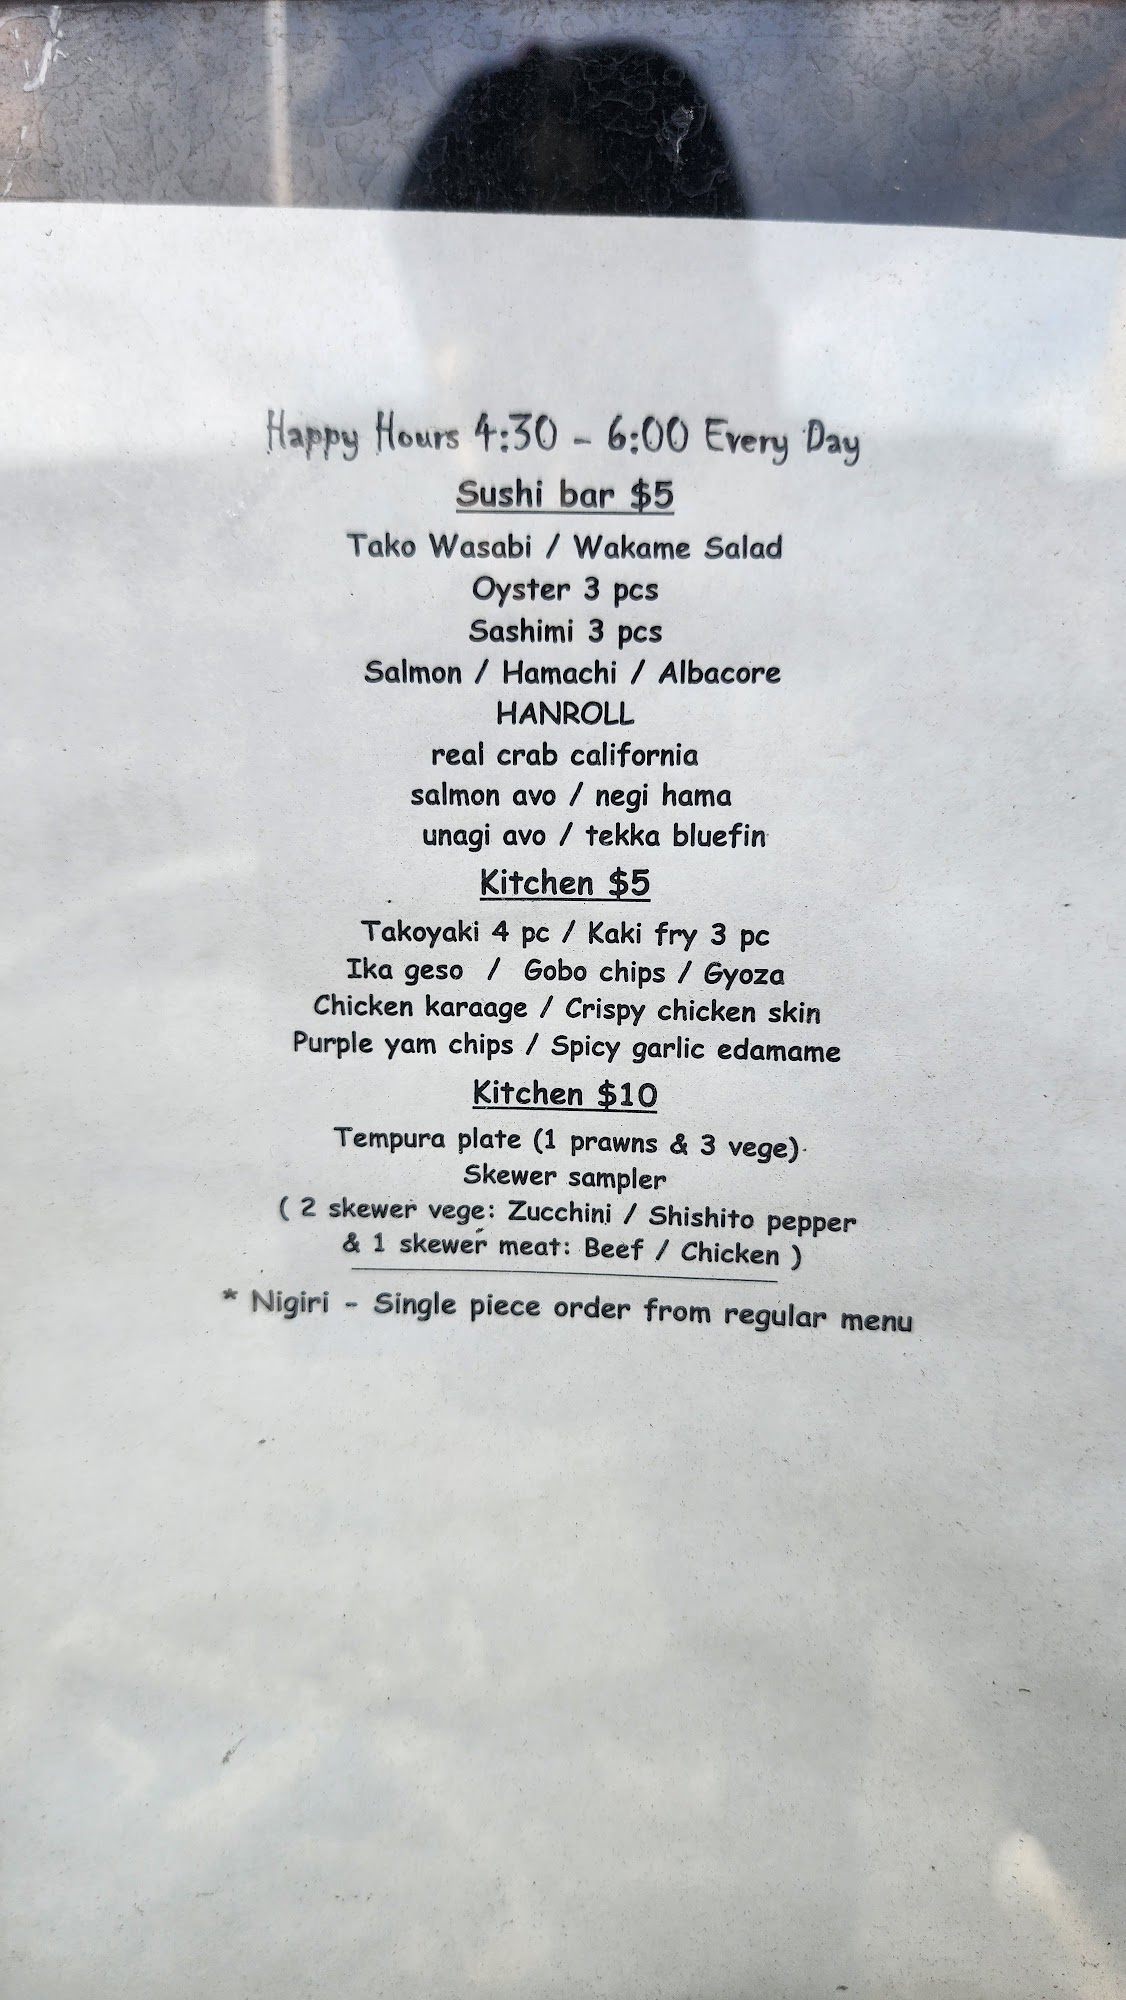 Happy Hours 4:30 - 6:00 Every Day
Sushi bar $5
Tako Wasabi / Wakame Salad
Oyster 3 pcs
Sashimi 3 pcs
Salmon / Hamachi / Albacore
HANROLL
real crab california
salmon avo / negi hama
unagi avo / tekka bluefin
Kitchen $5
Takoyaki 4 pc / Kaki fry 3 pc
Ika geso / Gobo chips / Gyoza
Chicken karaage / Crispy chicken skin
Purple yam chips / Spicy garlic edamame
Kitchen $10
Tempura plate (1 prawns & 3 vege)
Skewer sampler
( 2 skewer vege: Zucchini / Shishito pepper
& 1 skewer meat: Beef / Chicken )
* Nigiri - Single piece order from regular menu